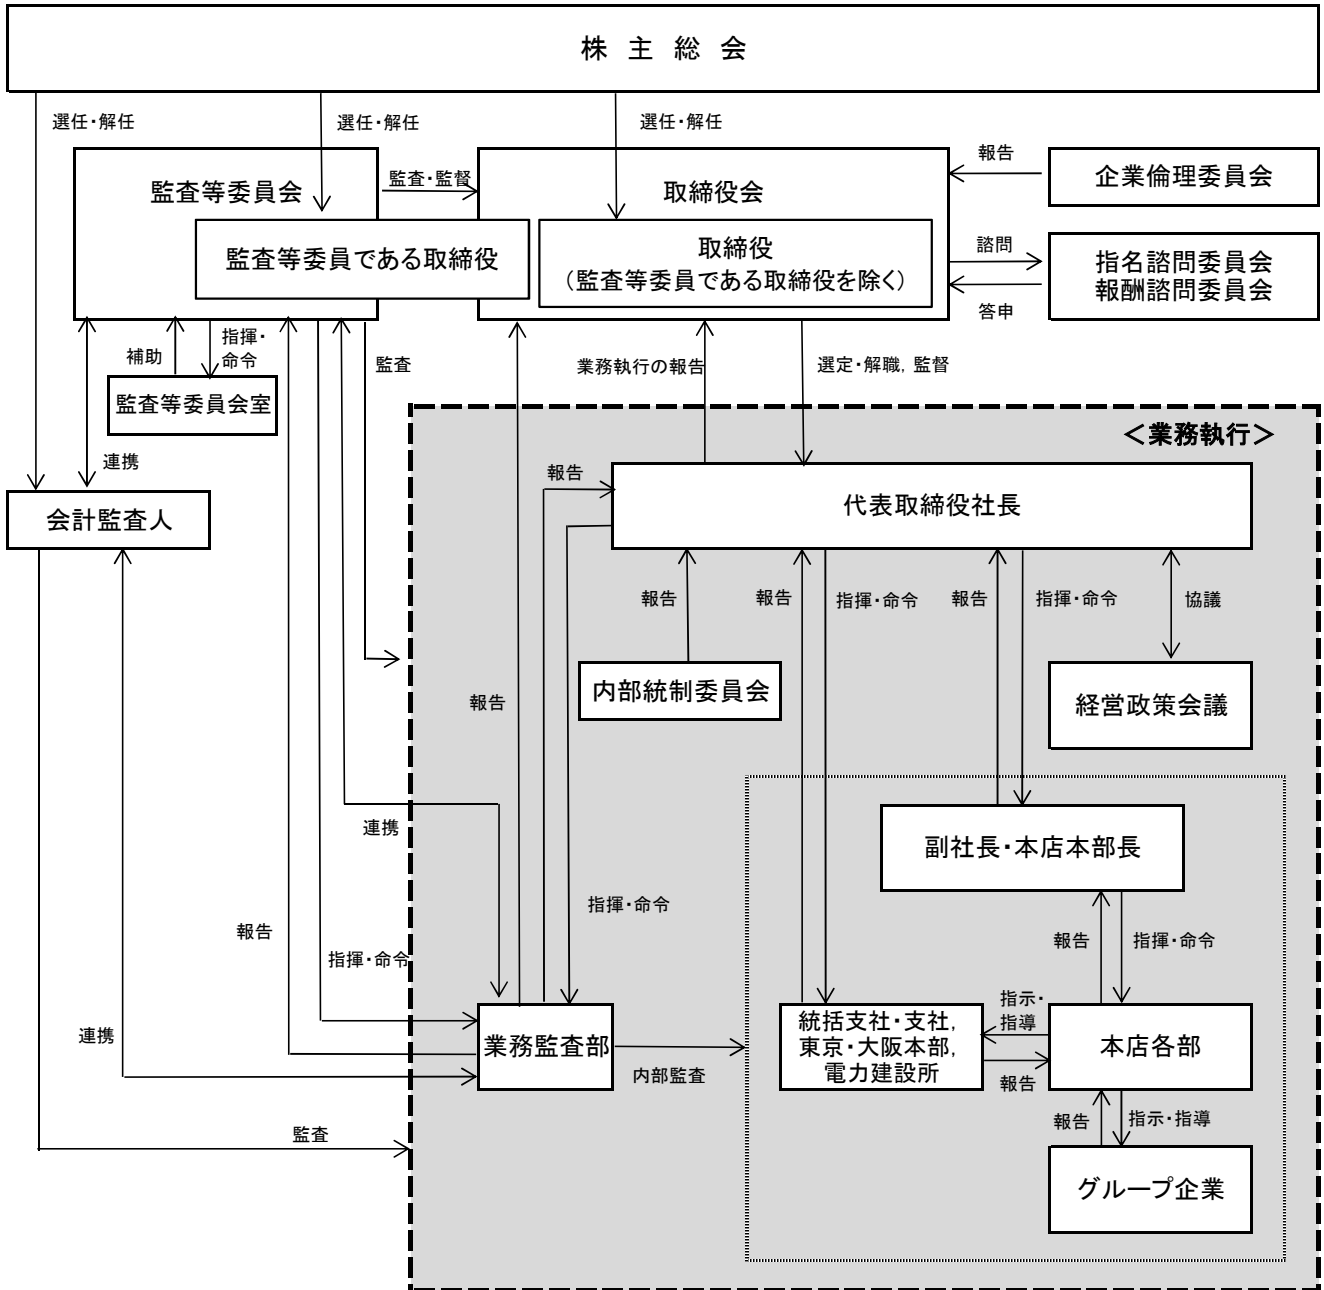 株 主 総 会
選任・解任
選任・解任
選任・解任
監査等委員会
監査・監督
取締役会
報告
企業倫理委員会
監査等委員である取締役
取締役
（監査等委員である取締役を除く）
諮問
答申
指名諮問委員会
報酬諮問委員会
補助
指揮・
命令
監査
業務執行の報告
選定・解職, 監督
監査等委員会室
＜業務執行＞
連携
報告
代表取締役社長
会計監査人
報告
報告
指揮・命令
報告
指揮・命令
協議
内部統制委員会
経営政策会議
報告
連携
副社長・本店本部長
指揮・命令
報告
指揮・命令
報告
指揮・命令
連携
業務監査部
内部監査
統括支社・支社,
東京・大阪本部,
電力建設所
指示・
指導
報告
本店各部
報告
指示・指導
監査
グループ企業